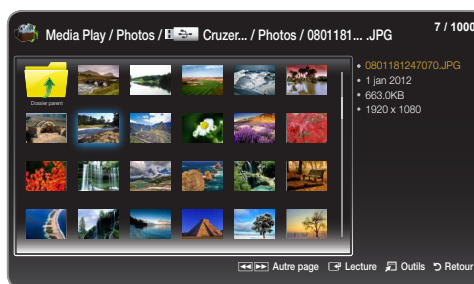 Media Play / Photos / Cruzer... / Photos / 0801181... .JPG
7 / 1000
Dossier parent
• 0801181247070.JPG
• 1 jan 2012
• 663.0KB
• 1920 x 1080
Autre page Lecture Outils Retour